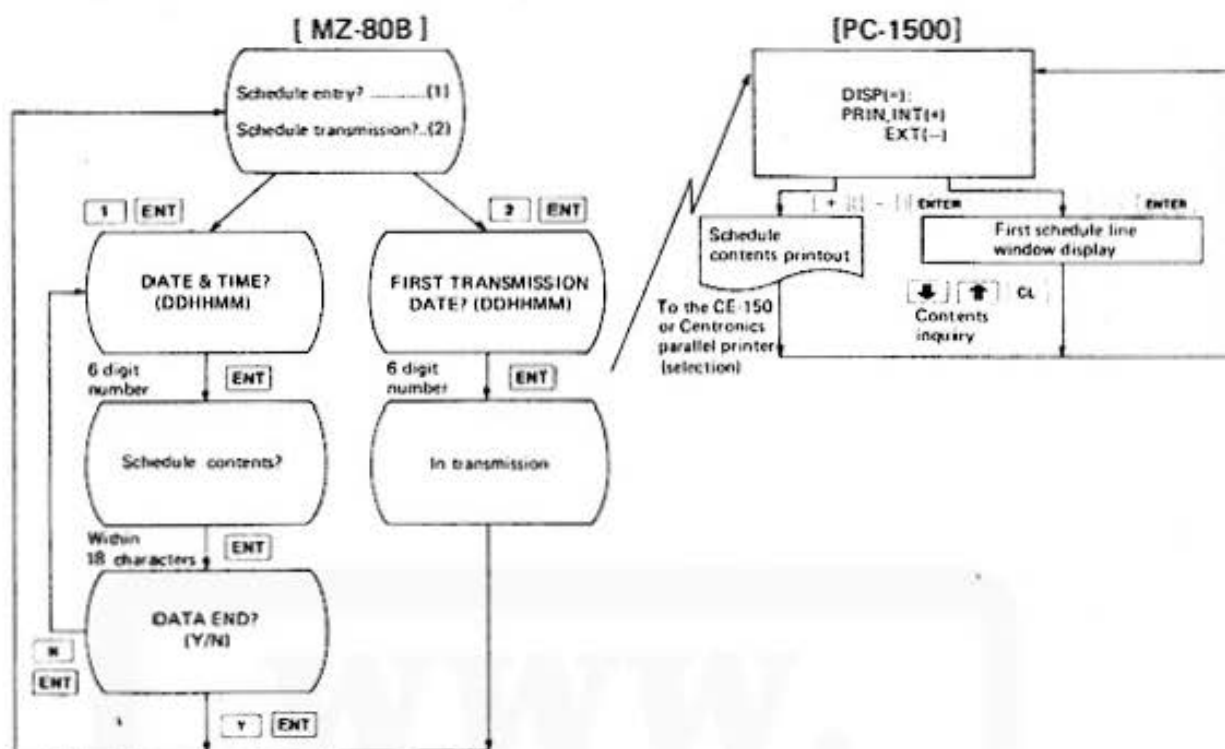 [ MZ-80B ]
Schedule entry? ............(1)
Schedule transmission?..(2)
1 ENT
2 ENT
DATE & TIME?
(DDHHMM)
FIRST TRANSMISSION
DATE? (DDHHMM)
6 digit
number
ENT
6 digit
number
ENT
Schedule contents?
In transmission
Within
18 characters
ENT
DATA END?
(Y/N)
N
ENT
Y ENT
[PC-1500]
DISP(=):
PRIN,INT(+)
EXT(—)
+ - ENTER
ENTER
Schedule
contents printout
First schedule line
window display
To the CE-150
or Centronics
parallel printer
(selection)
CL
Contents
inquiry
WWW.